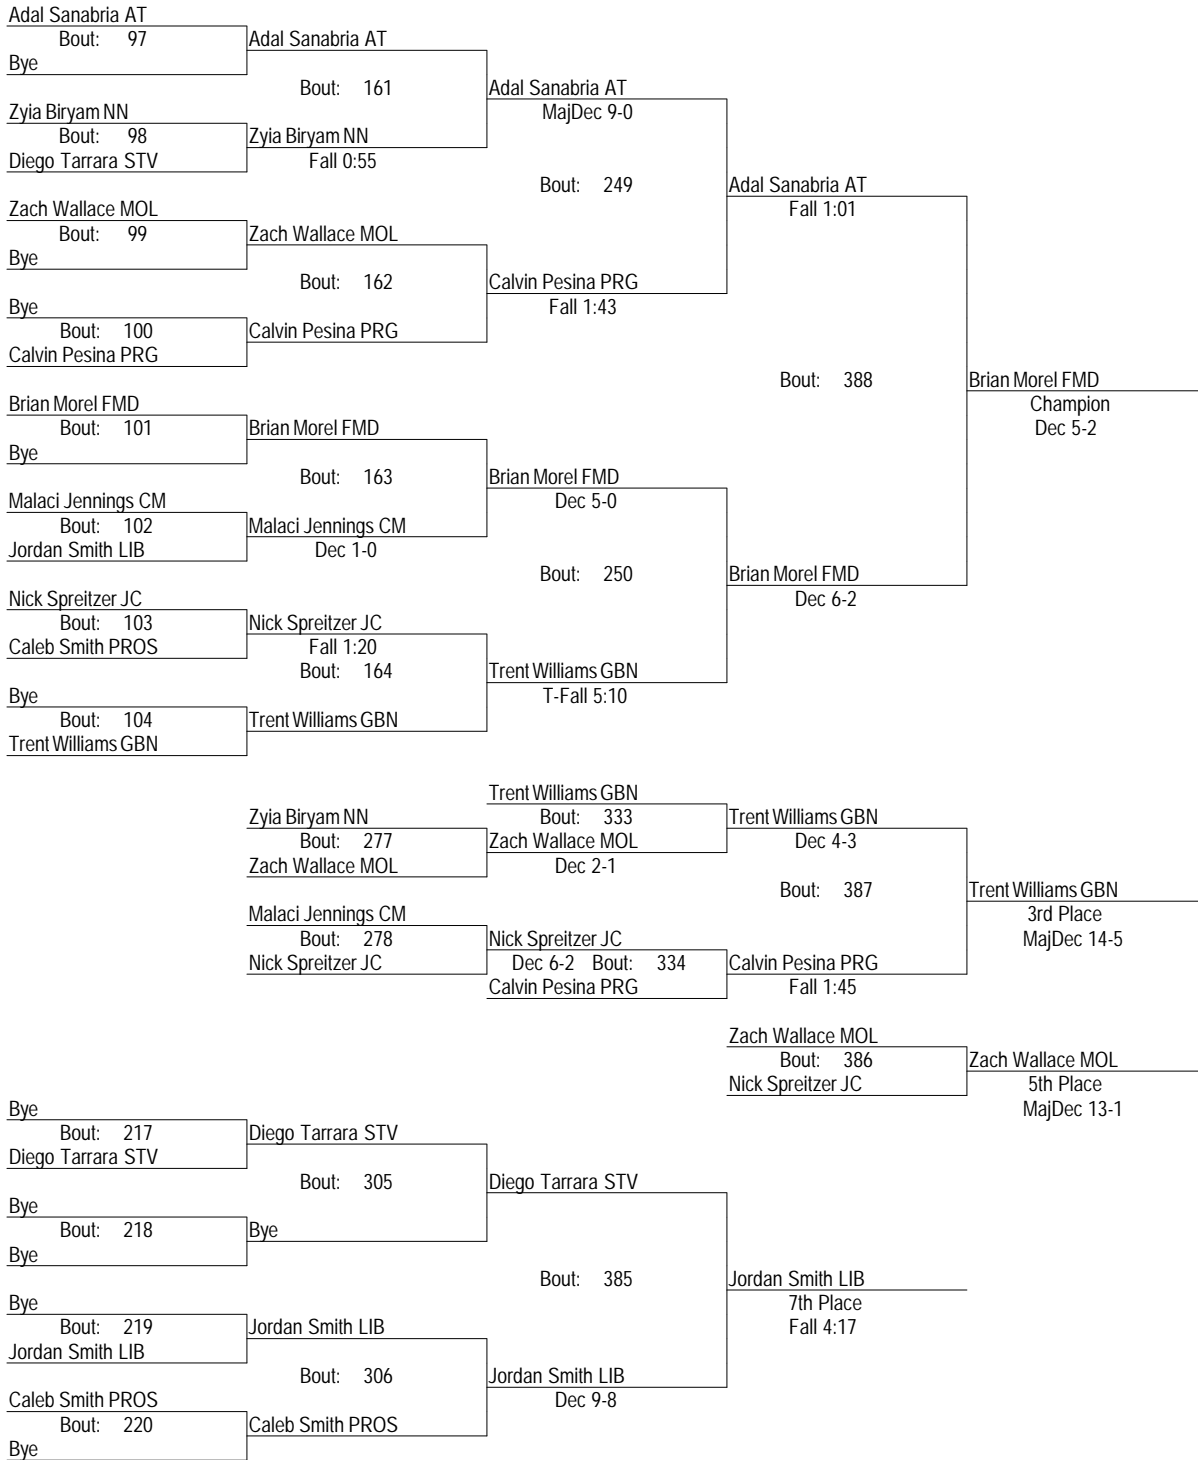 Adal Sanabria AT
Bout: 97
Adal Sanabria AT
Bye
Bout: 161
Adal Sanabria AT
MajDec 9-0
Zyia Biryam NN
Bout: 98
Zyia Biryam NN
Diego Tarrara STV
Fall 0:55
Bout: 249
Adal Sanabria AT
Fall 1:01
Zach Wallace MOL
Bout: 99
Zach Wallace MOL
Bye
Bout: 162
Calvin Pesina PRG
Fall 1:43
Bye
Bout: 100
Calvin Pesina PRG
Calvin Pesina PRG
Bout: 388
Brian Morel FMD
Champion
Dec 5-2
Brian Morel FMD
Bout: 101
Brian Morel FMD
Bye
Bout: 163
Brian Morel FMD
Dec 5-0
Malaci Jennings CM
Bout: 102
Malaci Jennings CM
Jordan Smith LIB
Dec 1-0
Bout: 250
Brian Morel FMD
Dec 6-2
Nick Spreitzer JC
Bout: 103
Nick Spreitzer JC
Caleb Smith PROS
Fall 1:20
Bout: 164
Trent Williams GBN
T-Fall 5:10
Bye
Bout: 104
Trent Williams GBN
Trent Williams GBN
Trent Williams GBN
Zyia Biryam NN
Bout: 333
Trent Williams GBN
Bout: 277
Zach Wallace MOL
Dec 4-3
Zach Wallace MOL
Dec 2-1
Bout: 387
Trent Williams GBN
3rd Place
MajDec 14-5
Malaci Jennings CM
Bout: 278
Nick Spreitzer JC
Nick Spreitzer JC
Dec 6-2 Bout: 334
Calvin Pesina PRG
Calvin Pesina PRG
Fall 1:45
Zach Wallace MOL
Bout: 386
Zach Wallace MOL
Nick Spreitzer JC
5th Place
MajDec 13-1
Bye
Bout: 217
Diego Tarrara STV
Diego Tarrara STV
Bout: 305
Diego Tarrara STV
Bye
Bout: 218
Bye
Bye
Bout: 385
Jordan Smith LIB
7th Place
Fall 4:17
Bye
Bout: 219
Jordan Smith LIB
Jordan Smith LIB
Bout: 306
Jordan Smith LIB
Dec 9-8
Caleb Smith PROS
Bout: 220
Caleb Smith PROS
Bye